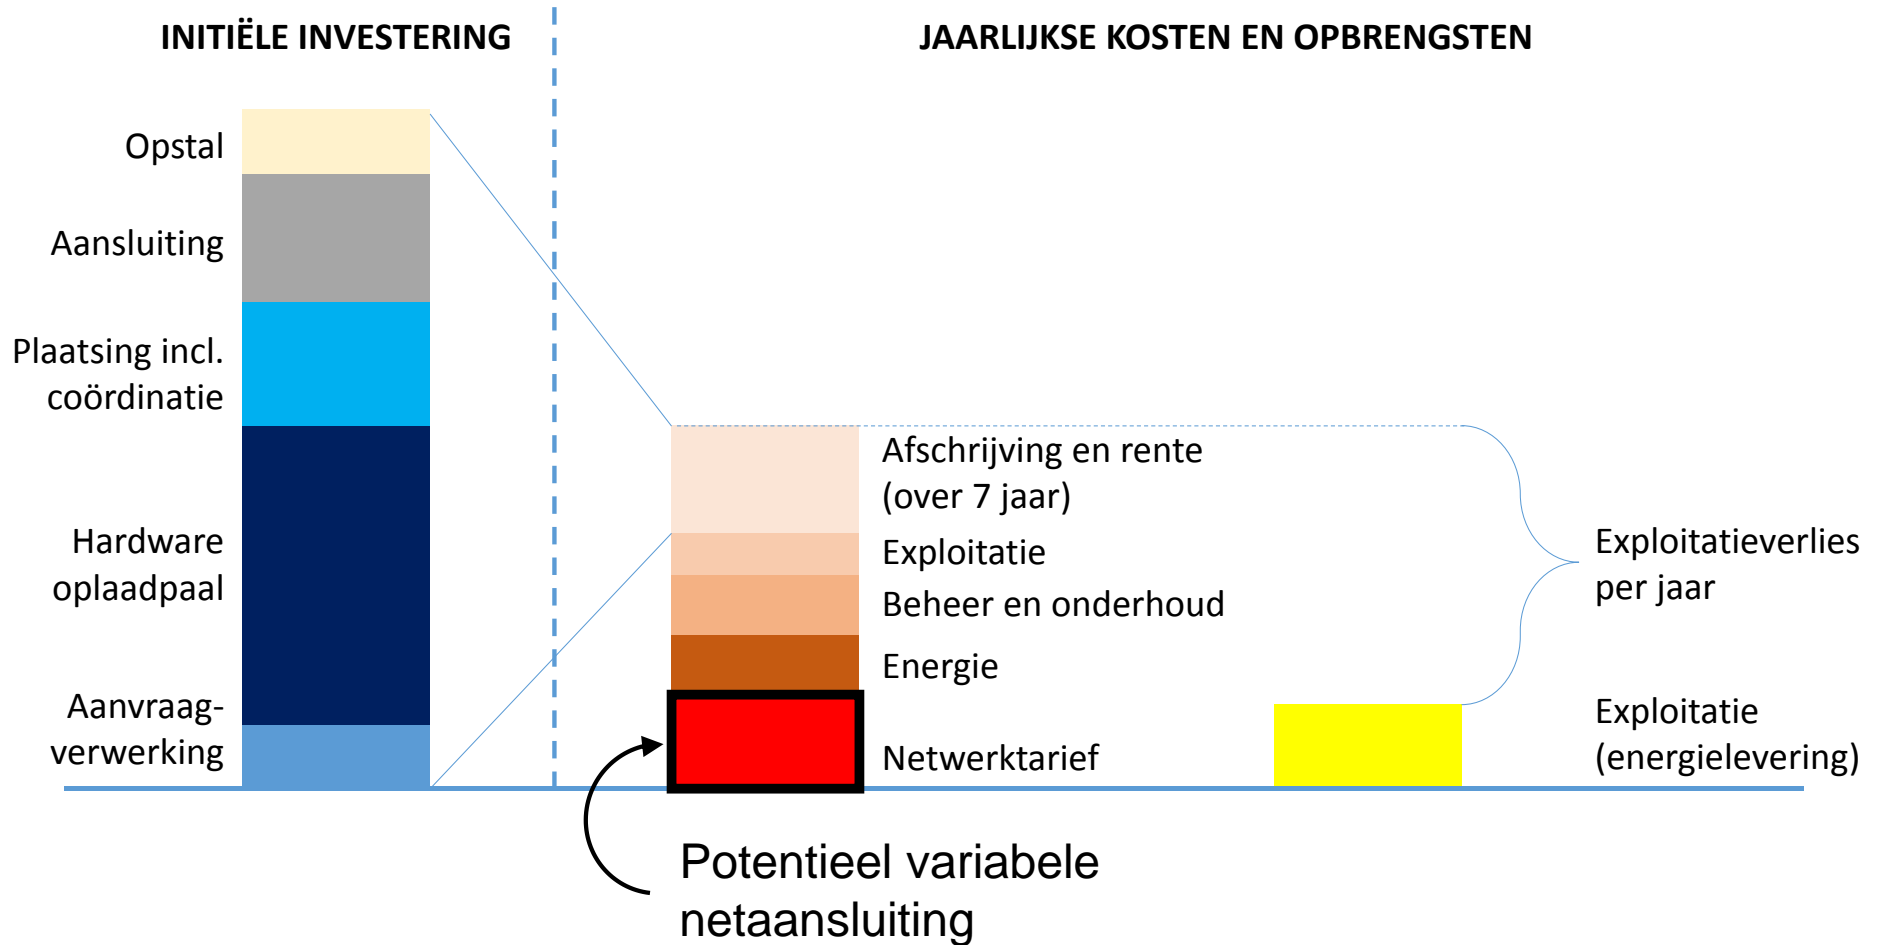 INITIËLE INVESTERING
JAARLIJKSE KOSTEN EN OPBRENGSTEN
Opstal
Aansluiting
Plaatsing incl.
coördinatie
Hardware
oplaadpaal
Aanvraag-
verwerking
Afschrijving en rente
(over 7 jaar)
Exploitatie
Beheer en onderhoud
Energie
Netwerktarief
Exploitatieverlies
per jaar
Exploitatie
(energielevering)
Potentieel variabele
netaansluiting